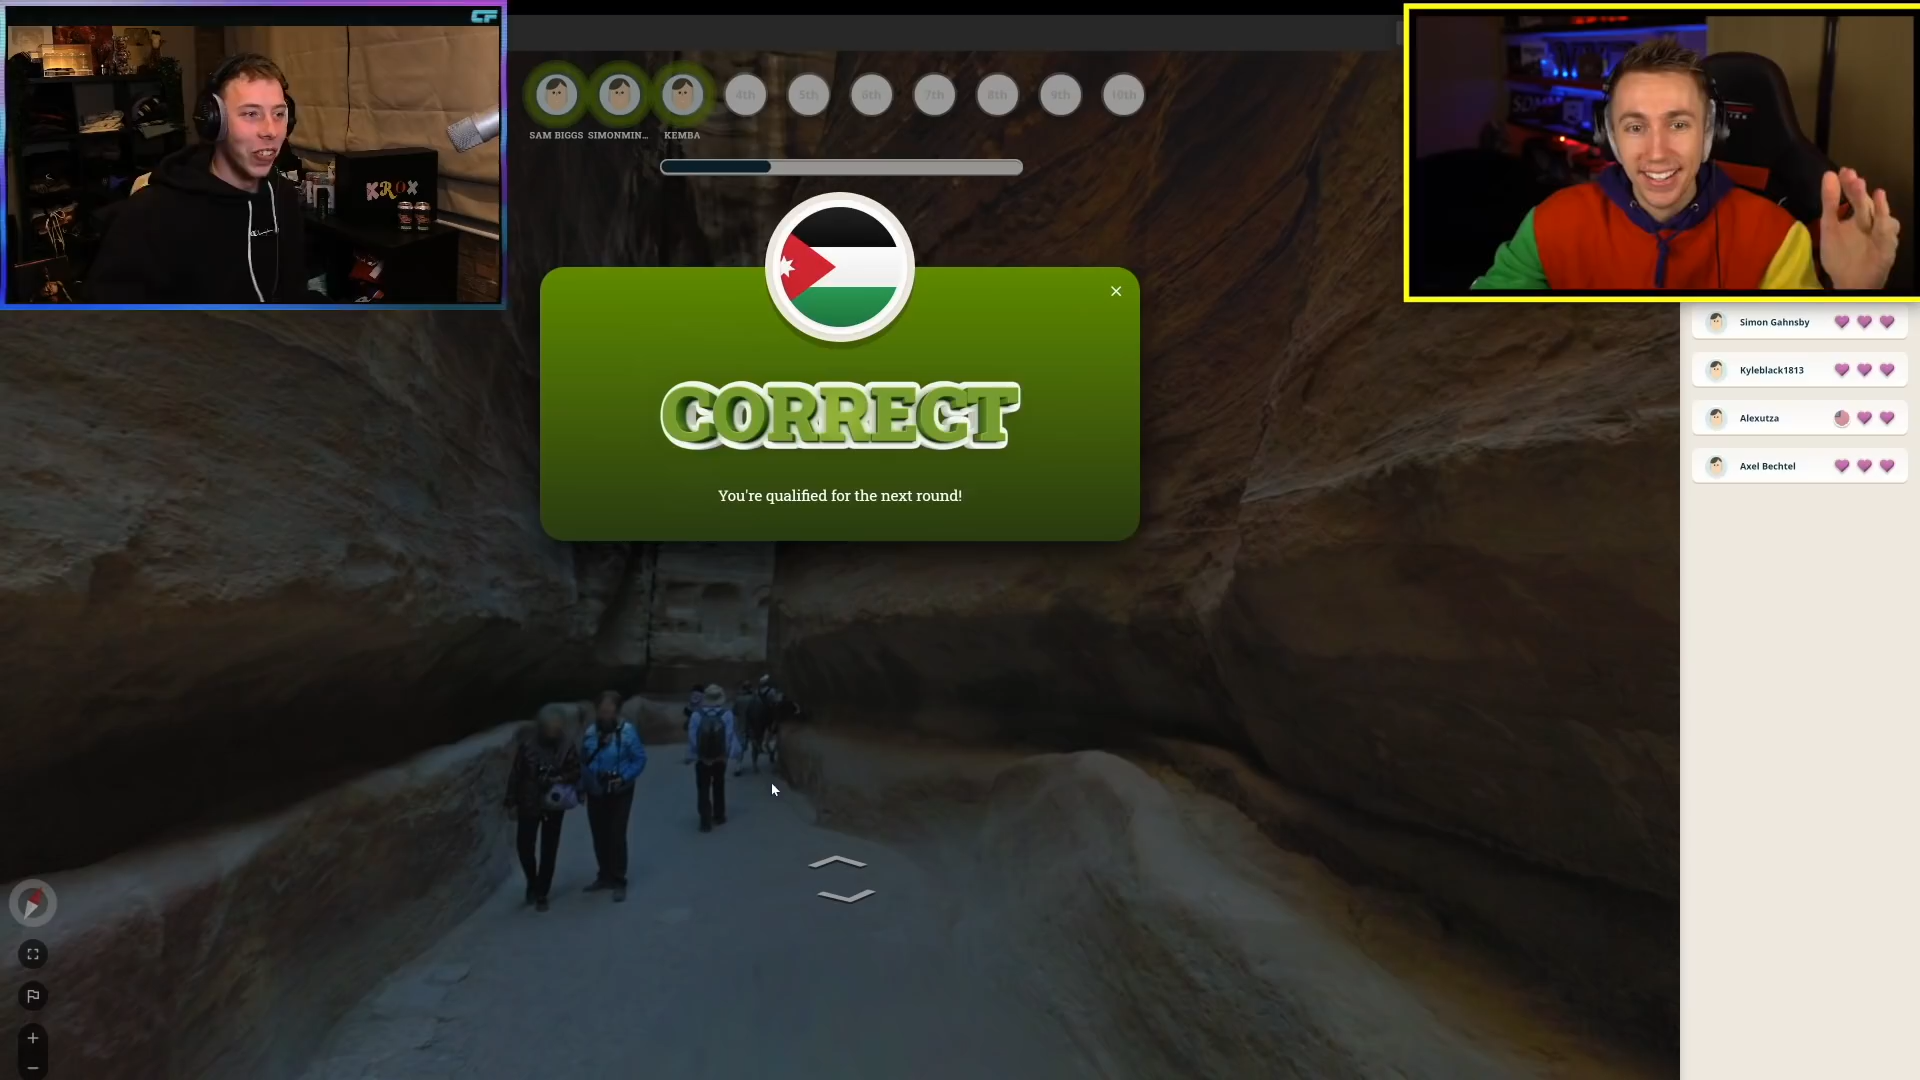 CF
KROX
SAM BIGGS
SIMONMIN...
KEMBA
4th
5th
6th
7th
8th
9th
10th
CORRECT
You're qualified for the next round!
Simon Gahnsby
Kyleblack1813
Alexutza
Axel Bechtel